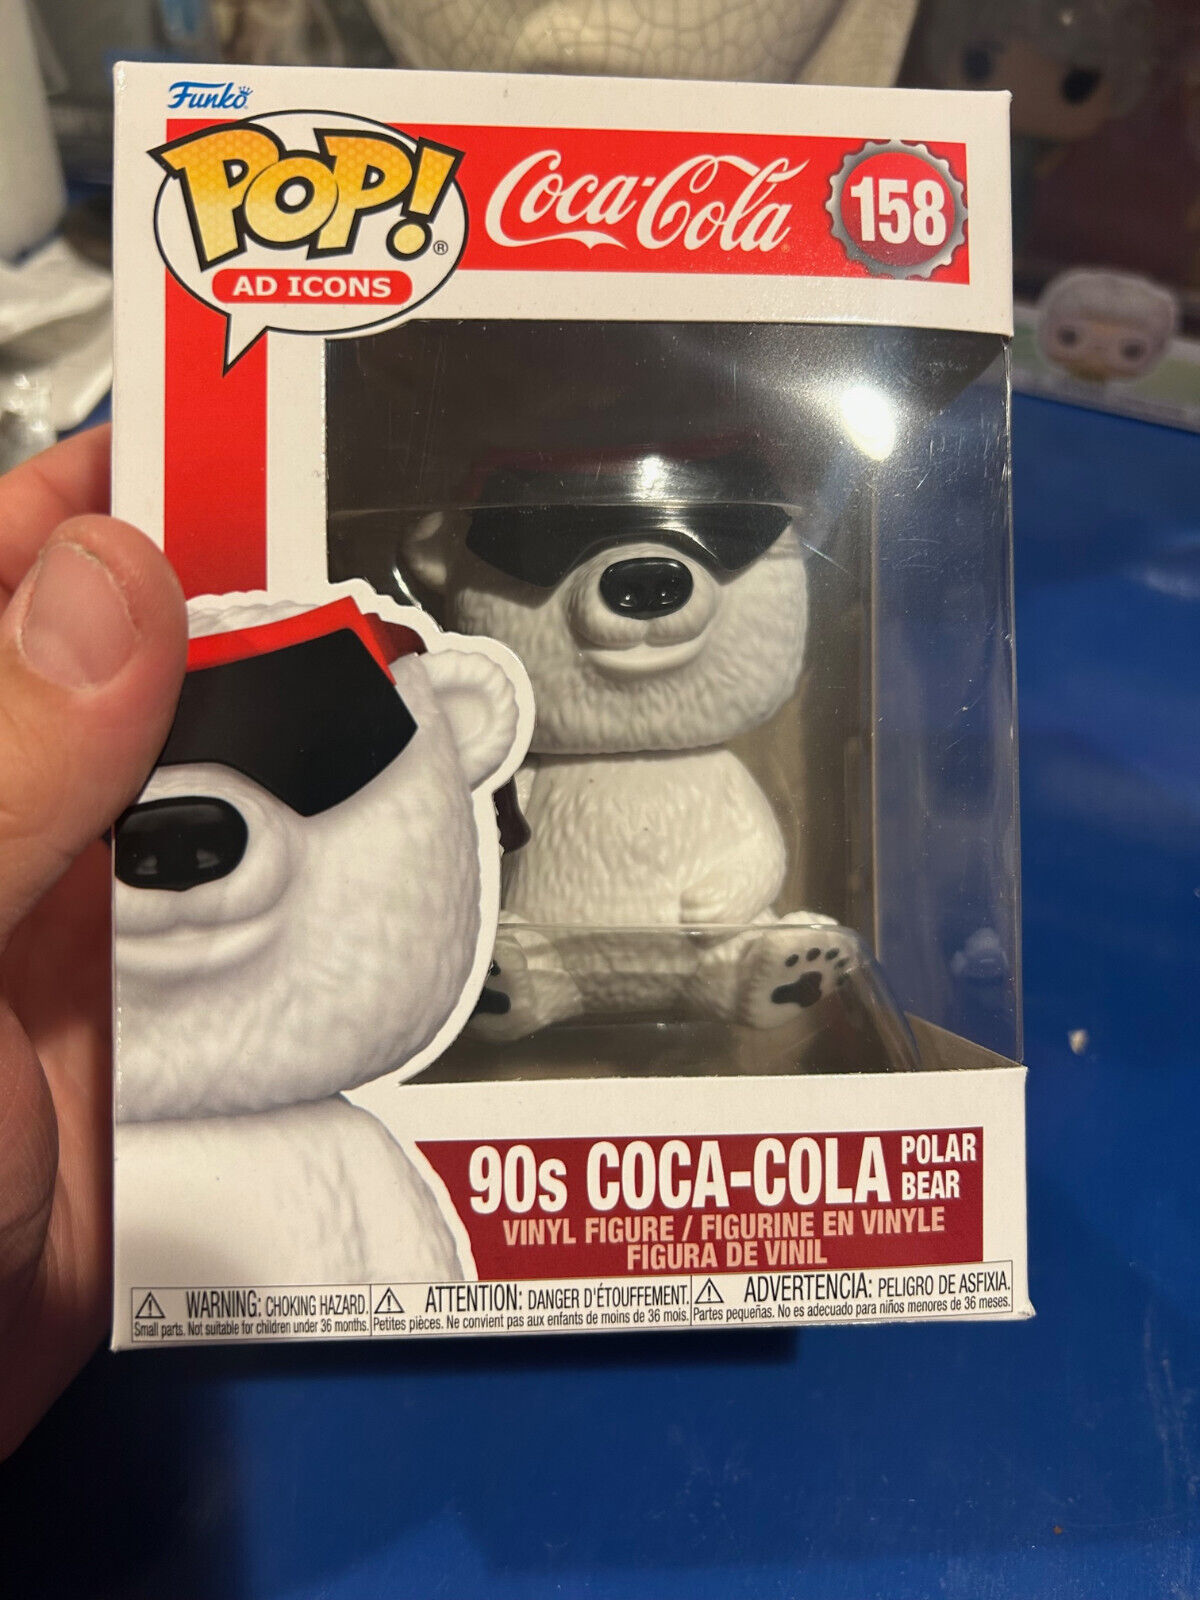 Funko
POP!®
AD ICONS
Coca-Cola
158
90s COCA-COLA POLAR BEAR
VINYL FIGURE / FIGURINE EN VINYLE
FIGURA DE VINIL
WARNING: CHOKING HAZARD.
Small parts. Not suitable for children under 36 months.
ATTENTION: DANGER D'ÉTOUFFEMENT.
Petites pièces. Ne convient pas aux enfants de moins de 36 mois.
ADVERTENCIA: PELIGRO DE ASFIXIA.
Partes pequeñas. No es adecuado para niños menores de 36 meses.